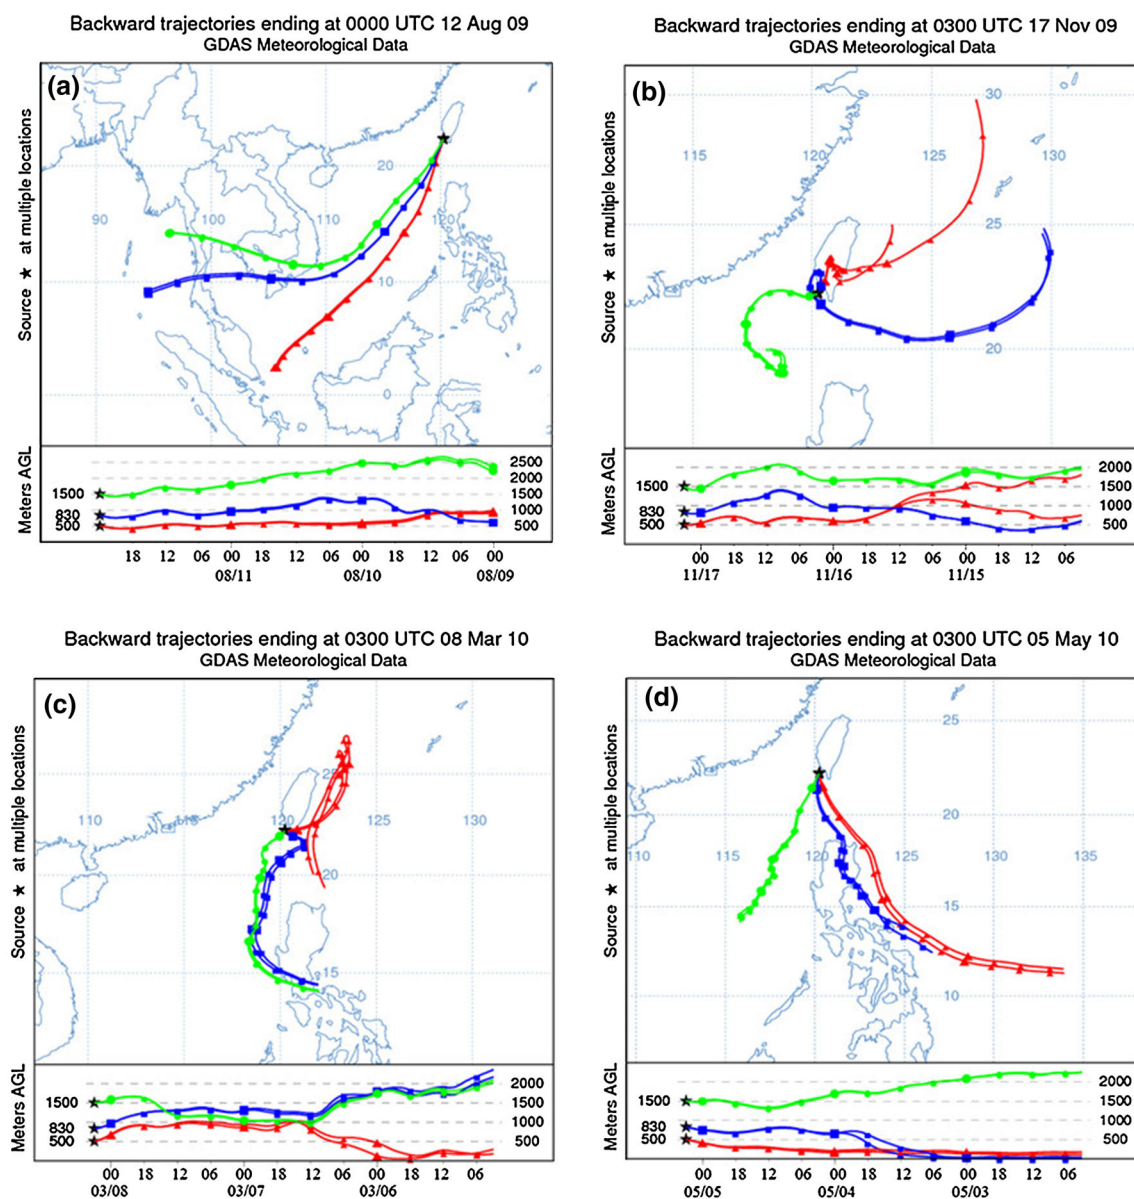 Backward trajectories ending at 0000 UTC 12 Aug 09
GDAS Meteorological Data
(a)
Source ★ at multiple locations
20
90
100
110
120
10
0
Meters AGL
1500
830
500
2500
2000
1500
1000
500
18 12 06 00 18 12 06 00 18 12 06 00
08/11 08/10 08/09
Backward trajectories ending at 0300 UTC 17 Nov 09
GDAS Meteorological Data
(b)
Source ★ at multiple locations
30
115 120 125 130
25
20
Meters AGL
1500
830
500
2000
1500
1000
500
00 18 12 06 00 18 12 06 00 18 12 06
11/17 11/16 11/15
Backward trajectories ending at 0300 UTC 08 Mar 10
GDAS Meteorological Data
(c)
Source ★ at multiple locations
25
110 115 120 125 130
20
15
Meters AGL
1500
830
500
2000
1500
1000
500
00 18 12 06 00 18 12 06 00 18 12 06
03/08 03/07 03/06
Backward trajectories ending at 0300 UTC 05 May 10
GDAS Meteorological Data
(d)
Source ★ at multiple locations
25
20
110 115 120 125 130 135
15
10
Meters AGL
1500
830
500
2000
1500
1000
500
00 18 12 06 00 18 12 06 00 18 12 06
05/05 05/04 05/03